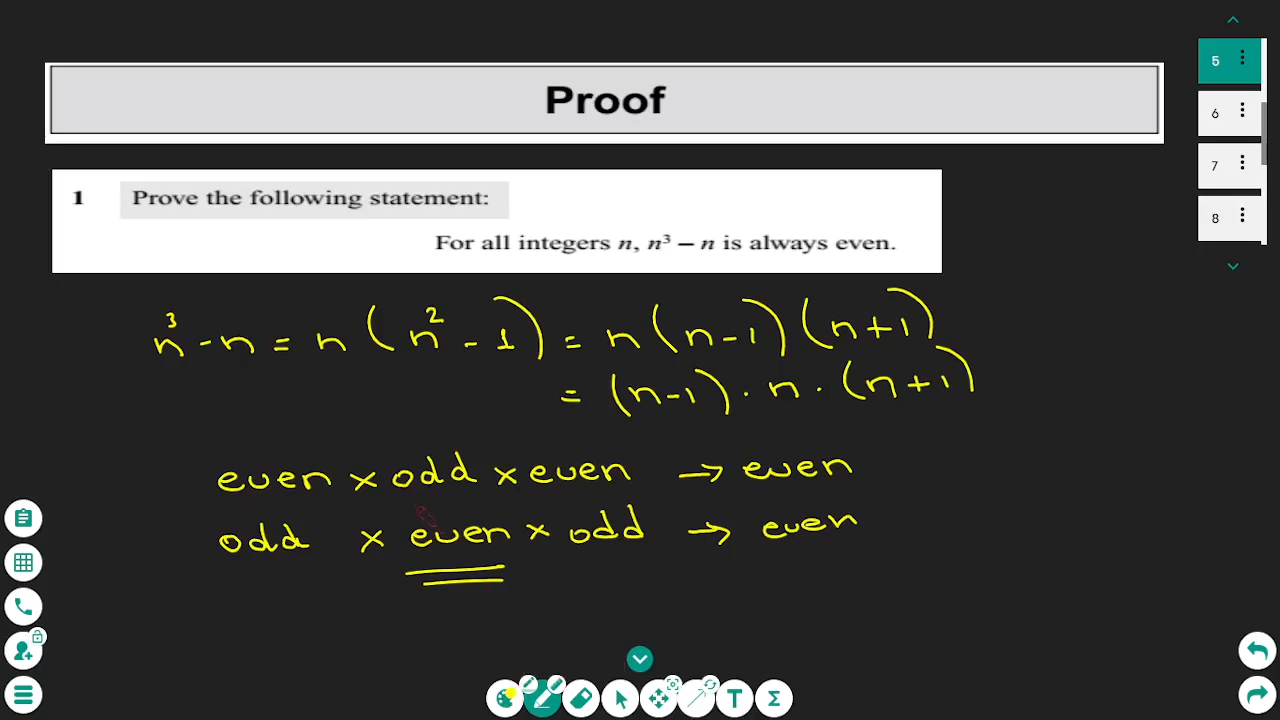 Proof
1 Prove the following statement:
For all integers n, n³ – n is always even.
n³ - n = n (n² - 1) = n (n-1) (n+1)
= (n-1) . n . (n+1)
even × odd × even → even
odd × even × odd → even
5
6
7
8
T
Σ